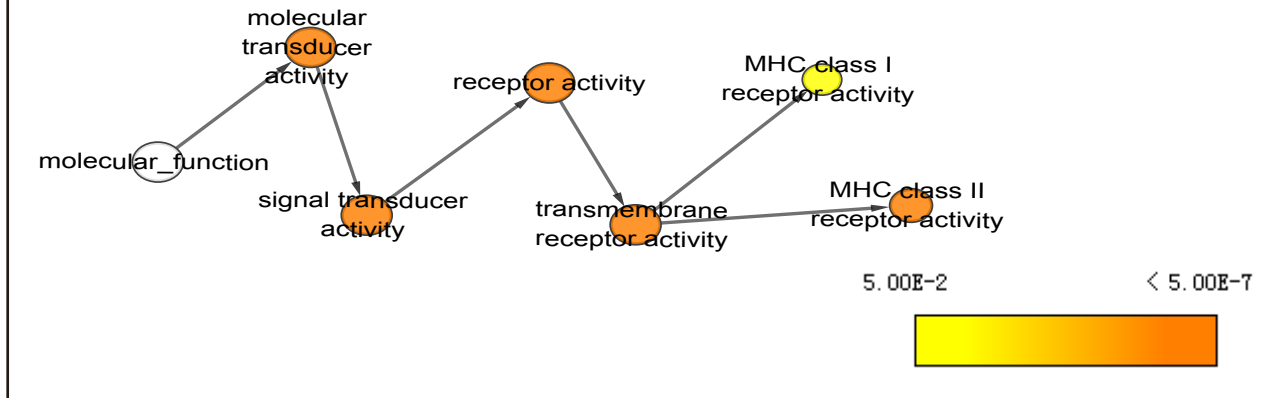 molecular
transducer
activity
receptor activity
MHC class I
receptor activity
molecular_function
signal transducer
activity
transmembrane
receptor activity
MHC class II
receptor activity
5.00E-2
< 5.00E-7